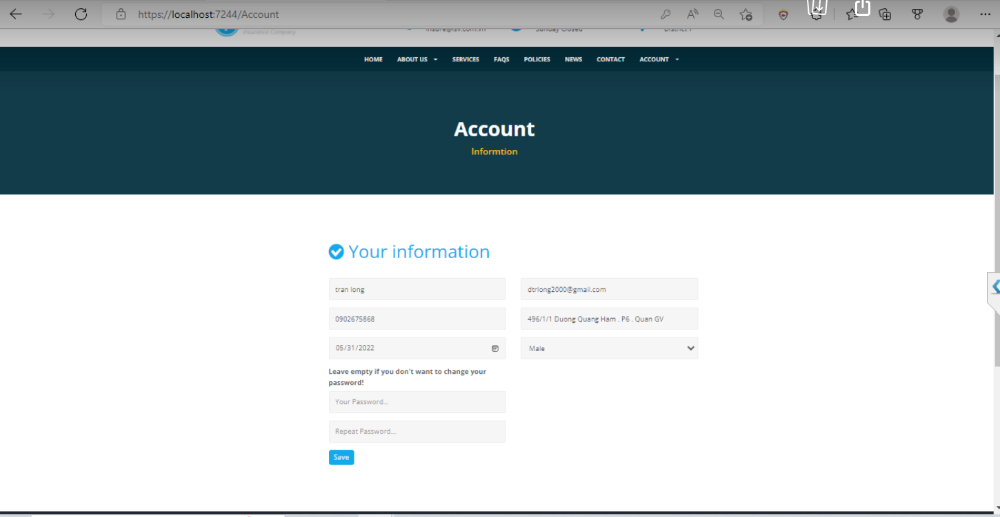 https://localhost:7244/Account
Insurance Company
insure@isv.com.vn Sunday Closed District 7
HOME ABOUT US SERVICES FAQS POLICIES NEWS CONTACT ACCOUNT
Account
Informtion
Your information
tran long dtrlong2000@gmail.com
0902675868 496/1/1 Duong Quang Ham . P6 . Quan GV
05/31/2022 Male
Leave empty if you don't want to change your
password!
Your Password...
Repeat Password...
Save